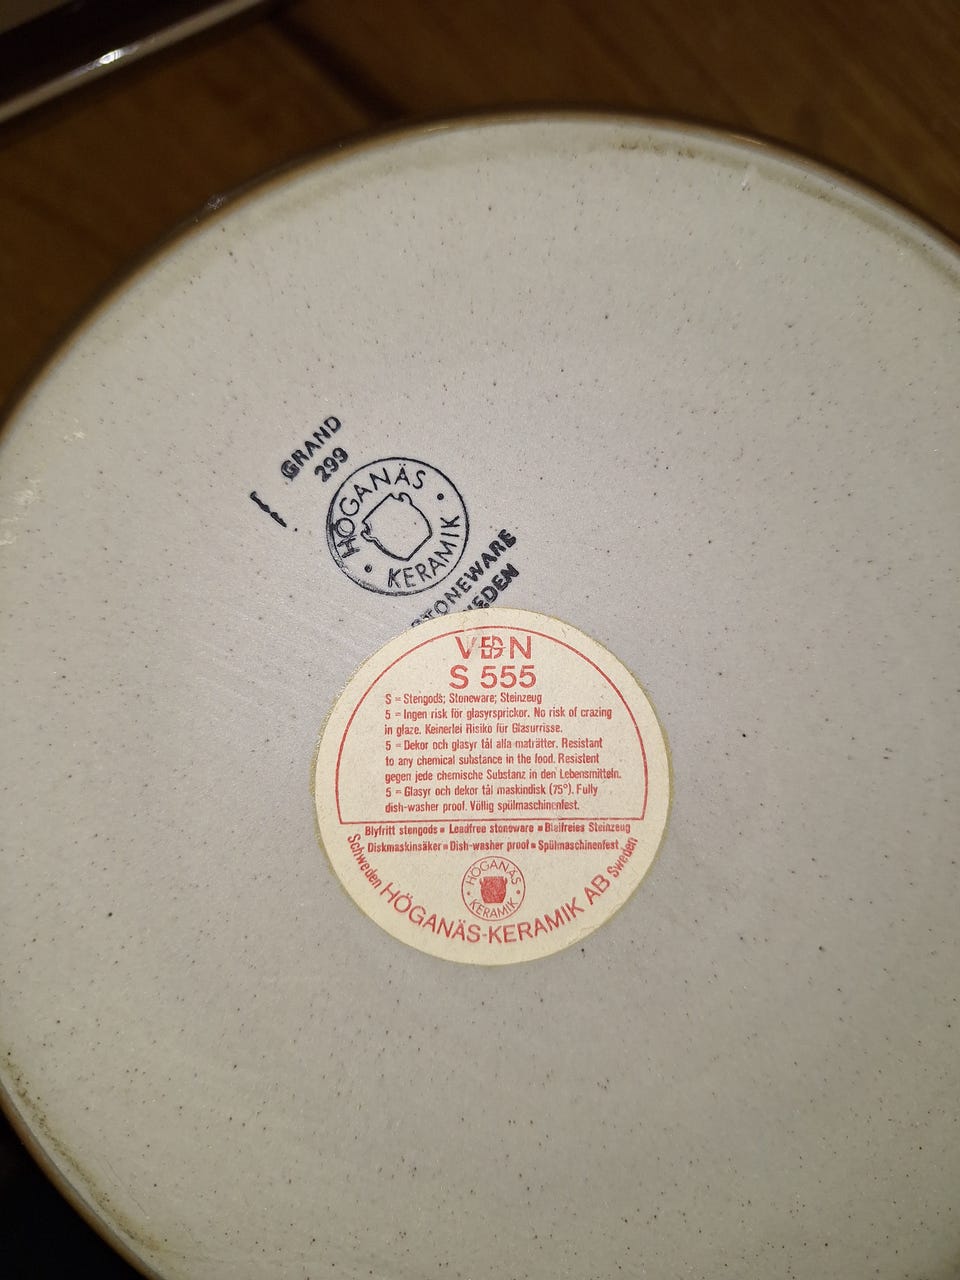 GRAND
299
HÖGANÄS
KERAMIK
STONEWARE
VDN
S 555
S = Stengods; Stoneware; Steinzeug
5 = Ingen risk för glasyrsprickor. No risk of crazing
in glaze. Keinerlei Risiko für Glasurrisse.
5 = Dekor och glasyr tål alla maträtter. Resistant
to any chemical substance in the food. Resistent
gegen jede chemische Substanz in den Lebensmitteln.
5 = Glasyr och dekor tål maskindisk (75°). Fully
dish-washer proof. Völlig spülmaschinenfest.
Blyfritt stengods ▪ Leadfree stoneware ▪ Bleifreies Steinzeug
Diskmaskinsäker ▪ Dish-washer proof ▪ Spülmaschinenfest
HÖGANÄS
KERAMIK
Schweden HÖGANÄS-KERAMIK AB Sweden